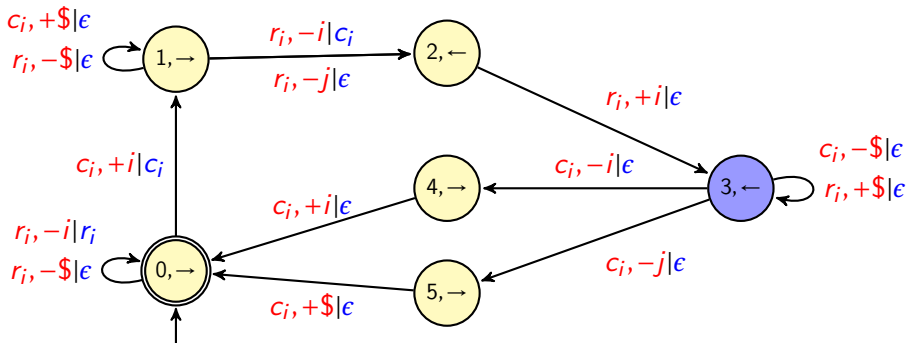 c_i, +$|ϵ
r_i, −$|ϵ
1, →
r_i, −i|c_i
r_i, −j|ϵ
2, ←
r_i, +i|ϵ
c_i, +i|c_i
c_i, −i|ϵ
4, →
c_i, +i|ϵ
3, ←
c_i, −$|ϵ
r_i, +$|ϵ
r_i, −i|r_i
r_i, −$|ϵ
0, →
c_i, −j|ϵ
5, →
c_i, +$|ϵ